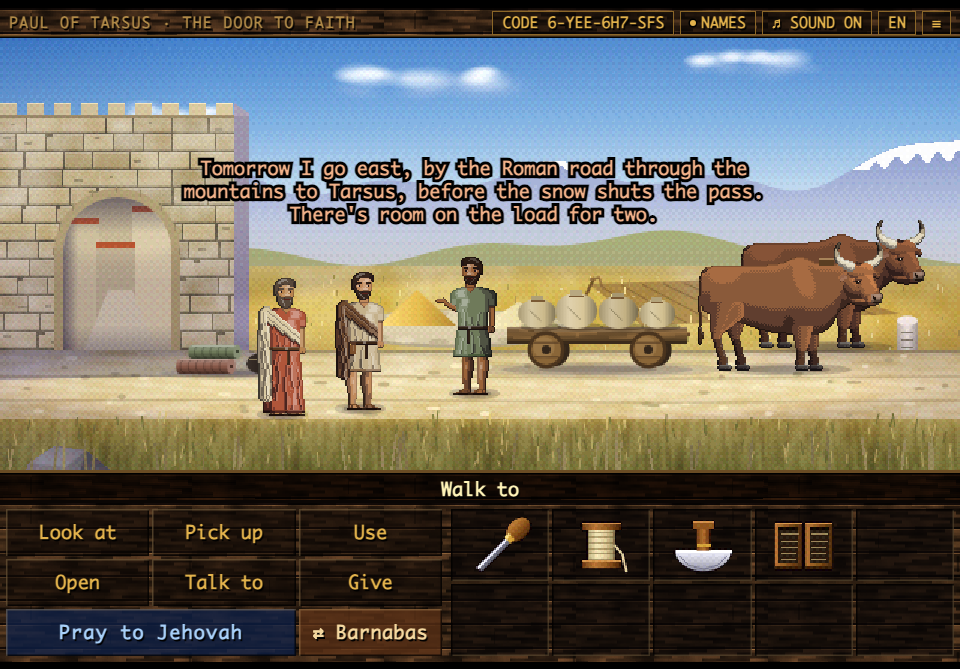 PAUL OF TARSUS · THE DOOR TO FAITH
CODE 6-YEE-6H7-SFS
• NAMES
♬ SOUND ON
EN
≡
Tomorrow I go east, by the Roman road through the
mountains to Tarsus, before the snow shuts the pass.
There's room on the load for two.
Walk to
Look at
Pick up
Use
Open
Talk to
Give
Pray to Jehovah
⇄ Barnabas